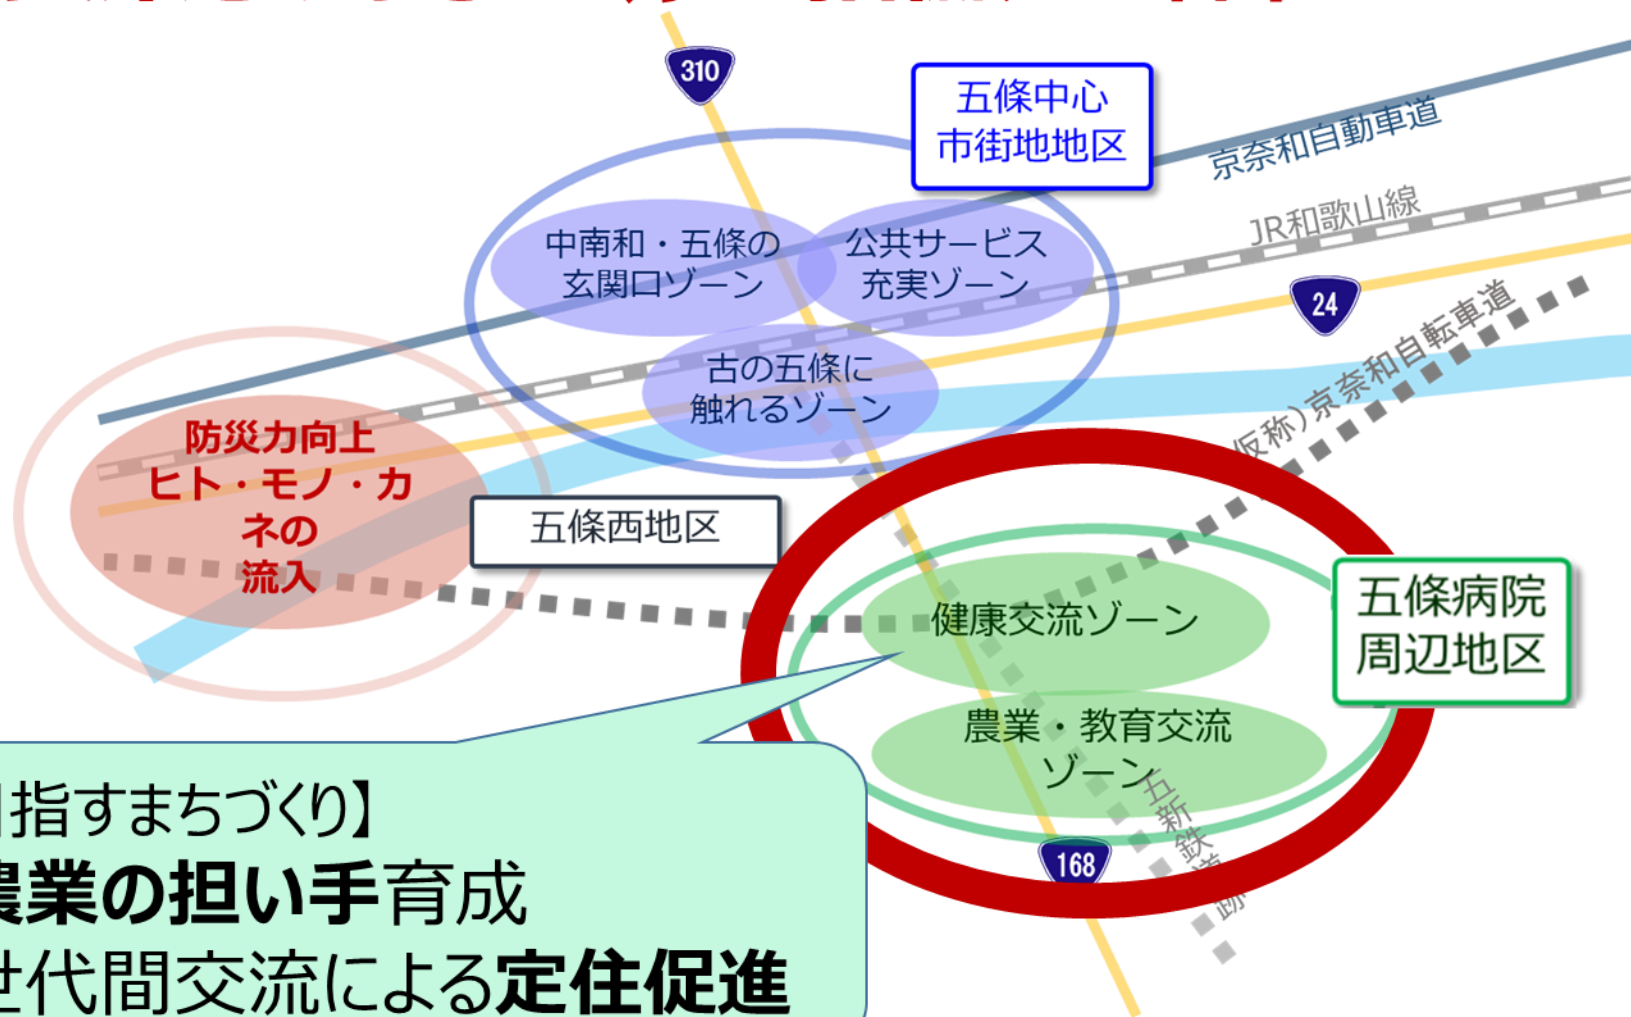 310
五條中心
市街地地区
京奈和自動車道
JR和歌山線
中南和・五條の
玄関口ゾーン
公共サービス
充実ゾーン
24
古の五條に
触れるゾーン
仮称）京奈和自転車道
防災力向上
ヒト・モノ・カ
ネの
流入
五條西地区
健康交流ゾーン
五條病院
周辺地区
農業・教育交流
ゾーン
五新鉄道跡
168
指すまちづくり】
農業の担い手育成
世代間交流による定住促進